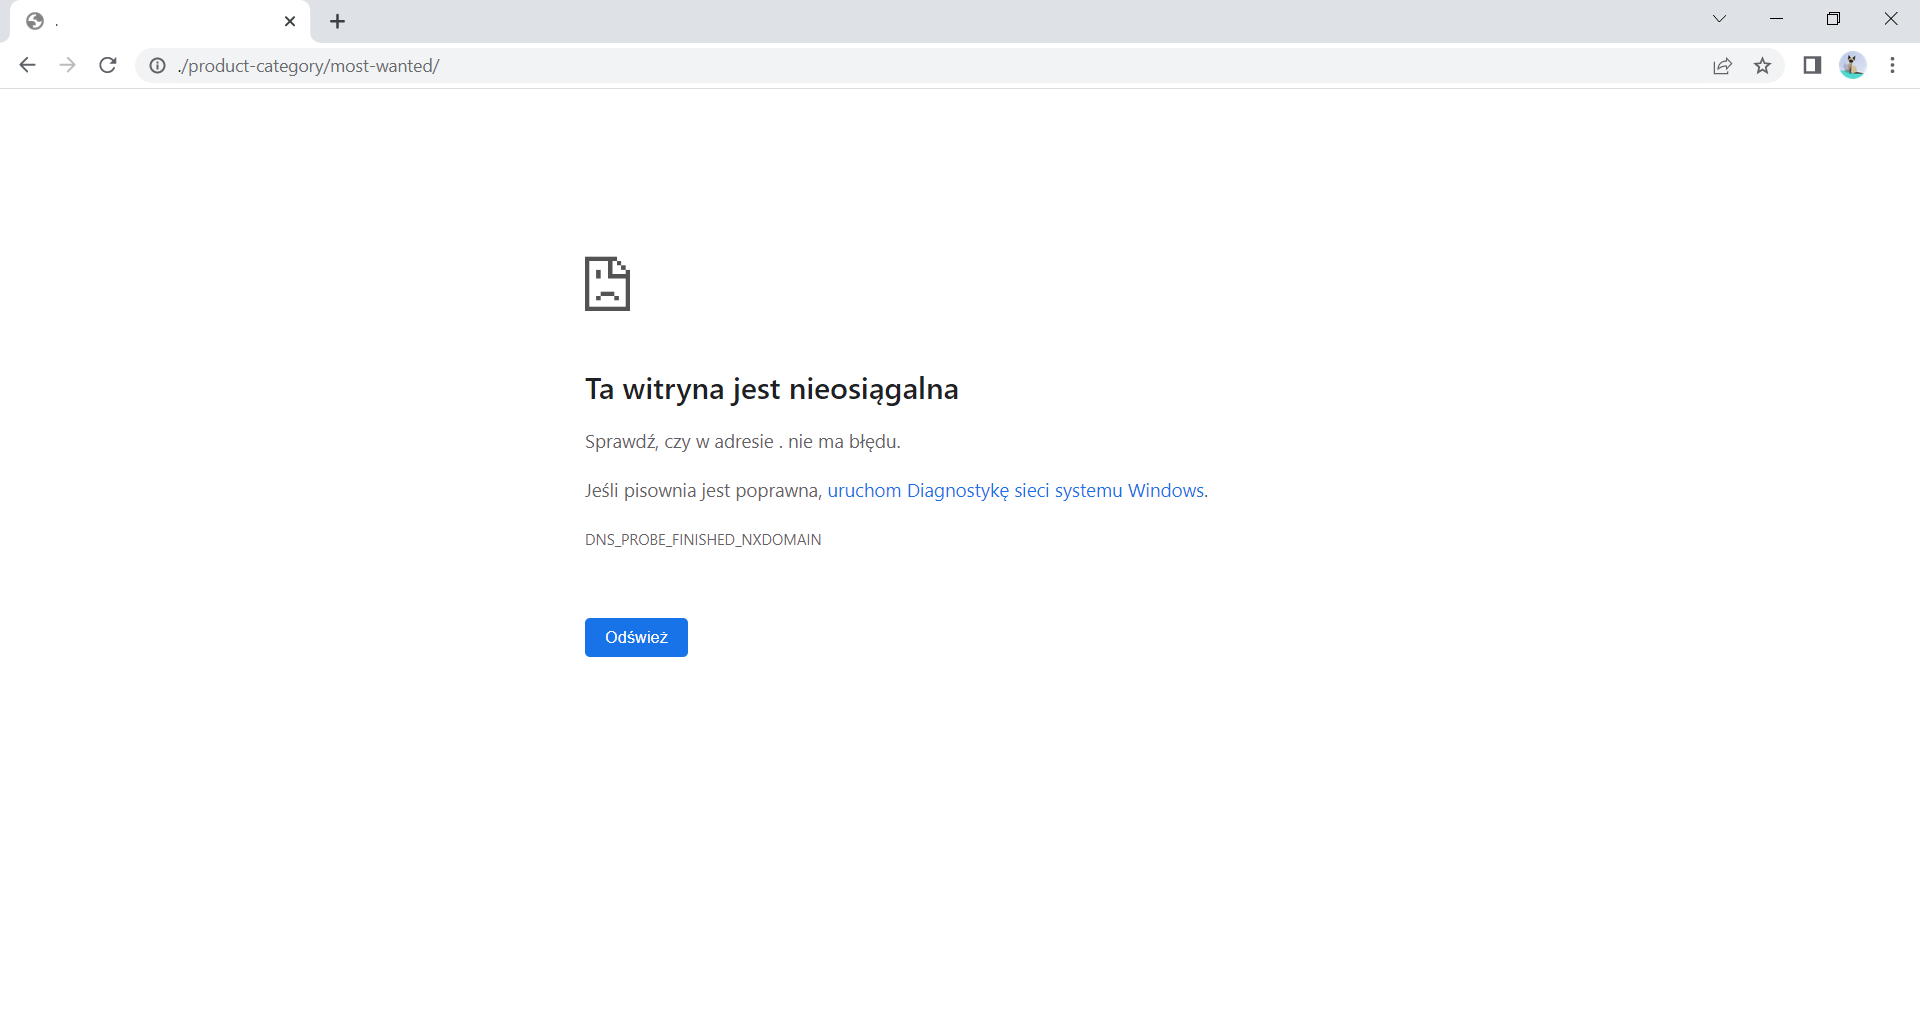 .
./product-category/most-wanted/
Ta witryna jest nieosiągalna
Sprawdź, czy w adresie . nie ma błędu.
Jeśli pisownia jest poprawna, uruchom Diagnostykę sieci systemu Windows.
DNS_PROBE_FINISHED_NXDOMAIN
Odśwież